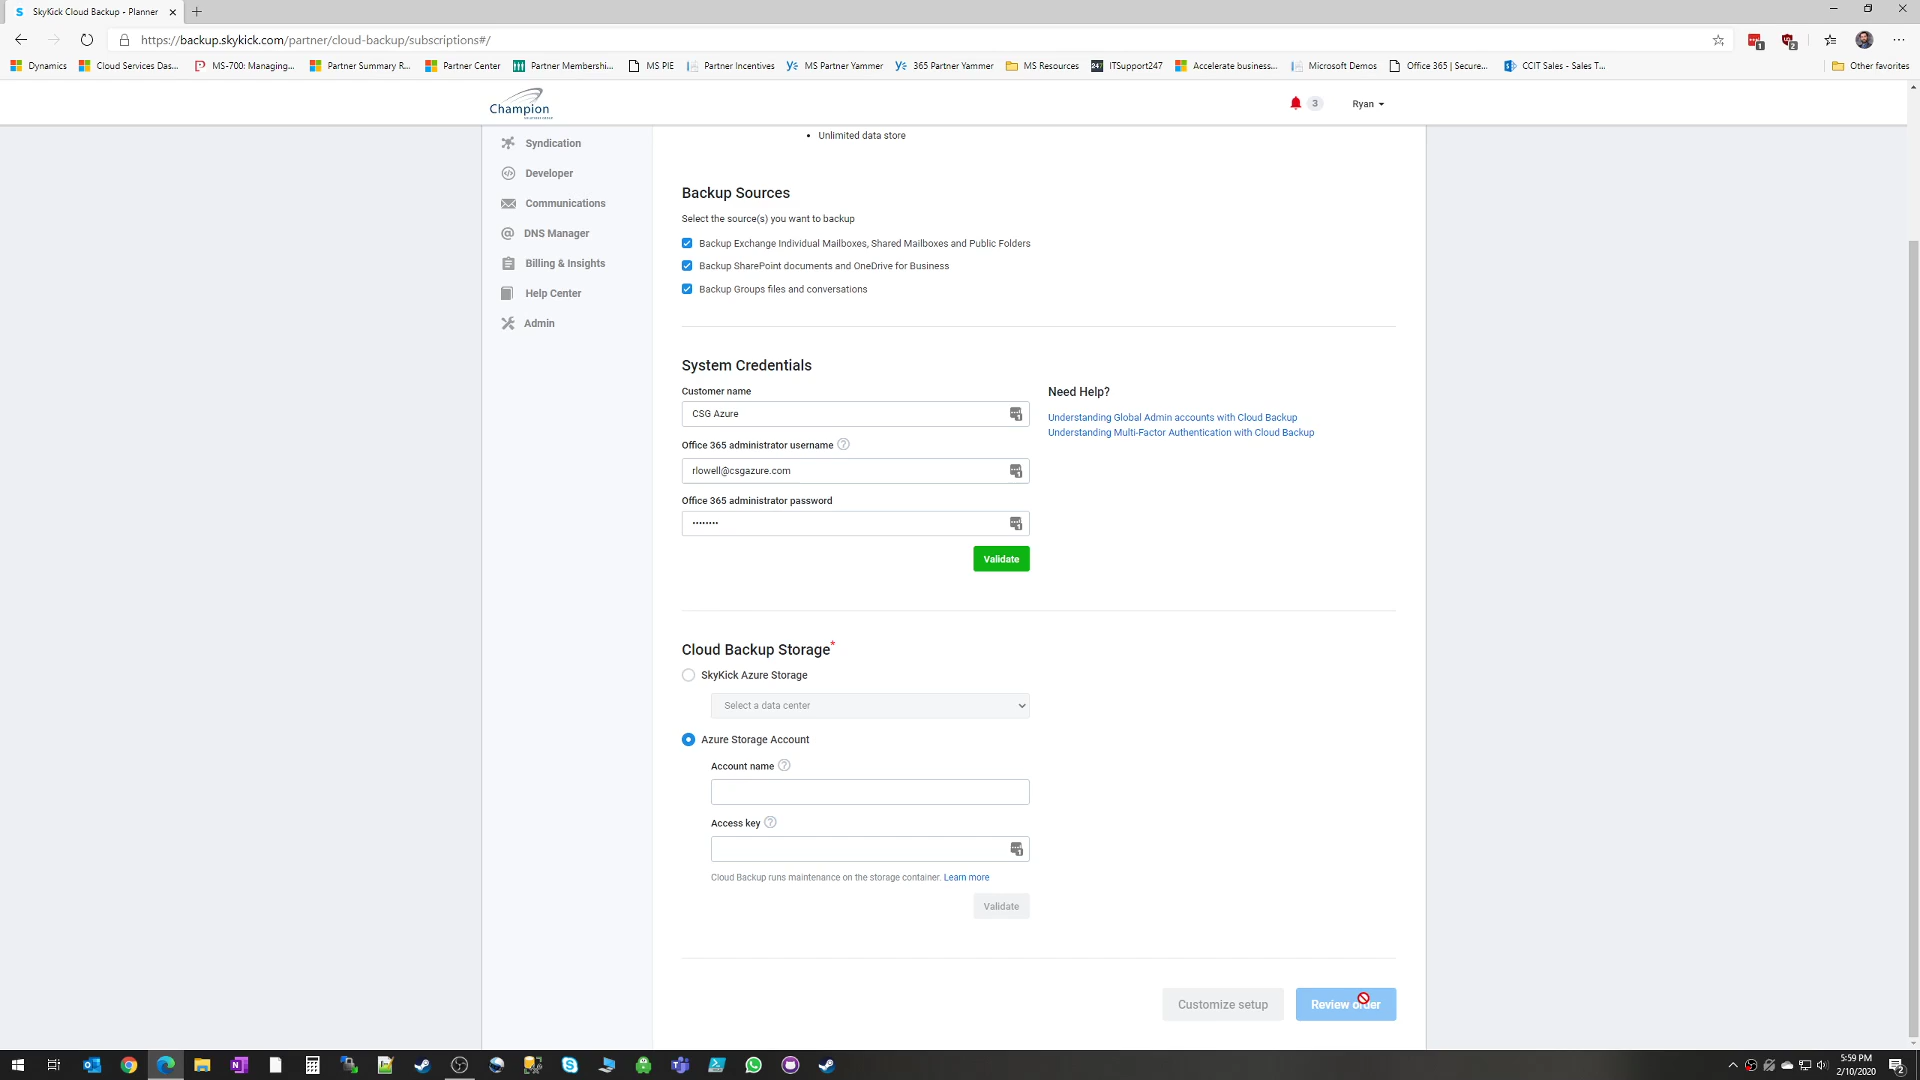 SkyKick Cloud Backup - Planner
https://backup.skykick.com/partner/cloud-backup/subscriptions#/
Dynamics
Cloud Services Das...
MS-700: Managing...
Partner Summary R...
Partner Center
Partner Membershi...
MS PIE
Partner Incentives
MS Partner Yammer
365 Partner Yammer
MS Resources
ITSupport247
Accelerate business...
Microsoft Demos
Office 365 | Secure...
CCIT Sales - Sales T...
Other favorites
Champion
3
Ryan
Syndication
Developer
Communications
DNS Manager
Billing & Insights
Help Center
Admin
• Unlimited data store
Backup Sources
Select the source(s) you want to backup
Backup Exchange Individual Mailboxes, Shared Mailboxes and Public Folders
Backup SharePoint documents and OneDrive for Business
Backup Groups files and conversations
System Credentials
Customer name
CSG Azure
Office 365 administrator username
rlowell@csgazure.com
Office 365 administrator password
••••••••
Validate
Need Help?
Understanding Global Admin accounts with Cloud Backup
Understanding Multi-Factor Authentication with Cloud Backup
Cloud Backup Storage*
SkyKick Azure Storage
Select a data center
Azure Storage Account
Account name
Access key
Cloud Backup runs maintenance on the storage container. Learn more
Validate
Customize setup
Review order
5:59 PM
2/10/2020